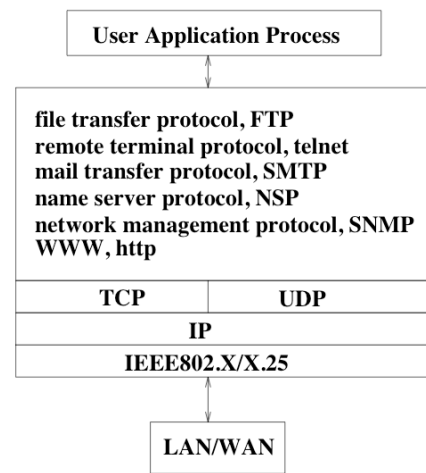 User Application Process
file transfer protocol, FTP
remote terminal protocol, telnet
mail transfer protocol, SMTP
name server protocol, NSP
network management protocol, SNMP
WWW, http
TCP UDP
IP
IEEE802.X/X.25
LAN/WAN